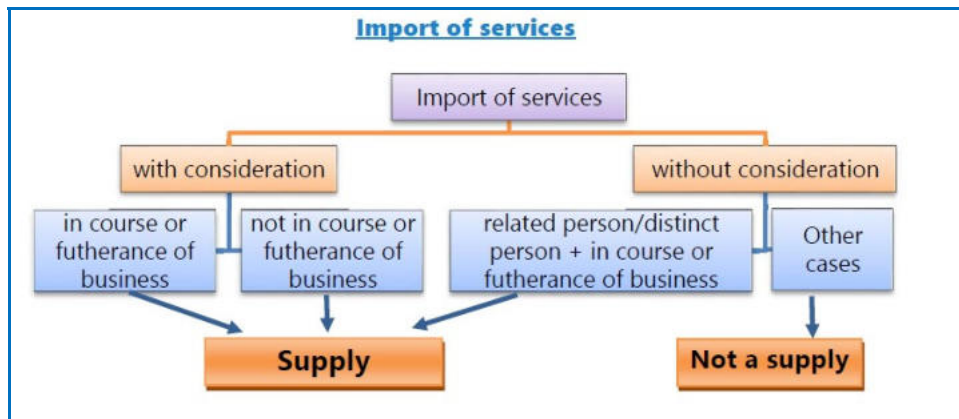 Import of services
Import of services
with consideration
without consideration
in course or
futherance of
business
not in course or
futherance of
business
related person/distinct
person + in course or
futherance of business
Other
cases
Supply
Not a supply